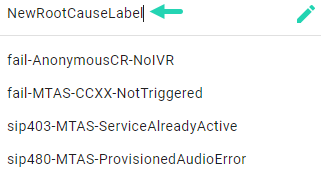 NewRootCauseLabel
fail-AnonymousCR-NoIVR
fail-MTAS-CCXX-NotTriggered
sip403-MTAS-ServiceAlreadyActive
sip480-MTAS-ProvisionedAudioError